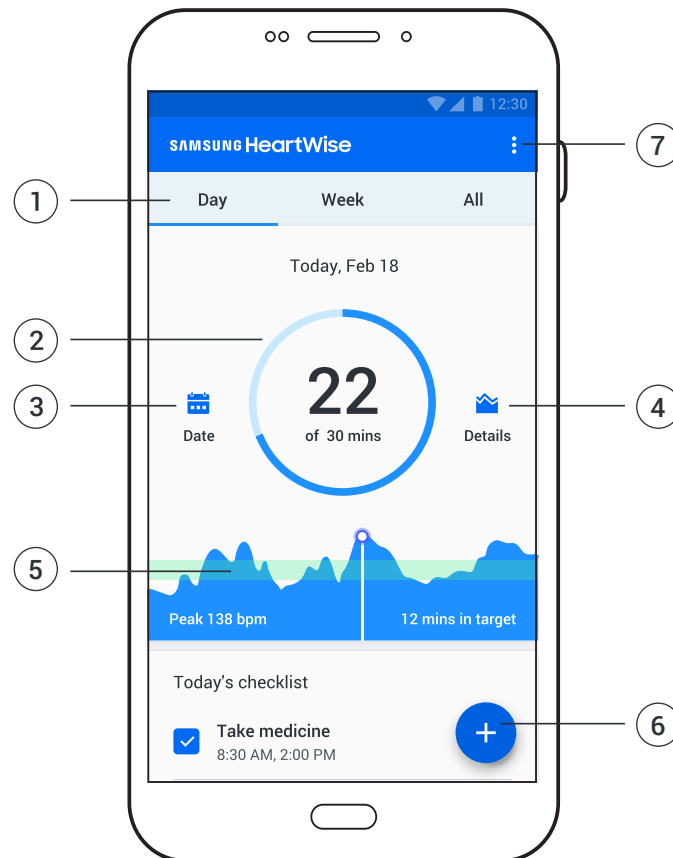 12:30
SAMSUNG HeartWise
7
1
Day Week All
Today, Feb 18
2
22
of 30 mins
3
Date
Details
4
5
Peak 138 bpm
12 mins in target
Today's checklist
Take medicine
8:30 AM, 2:00 PM
6